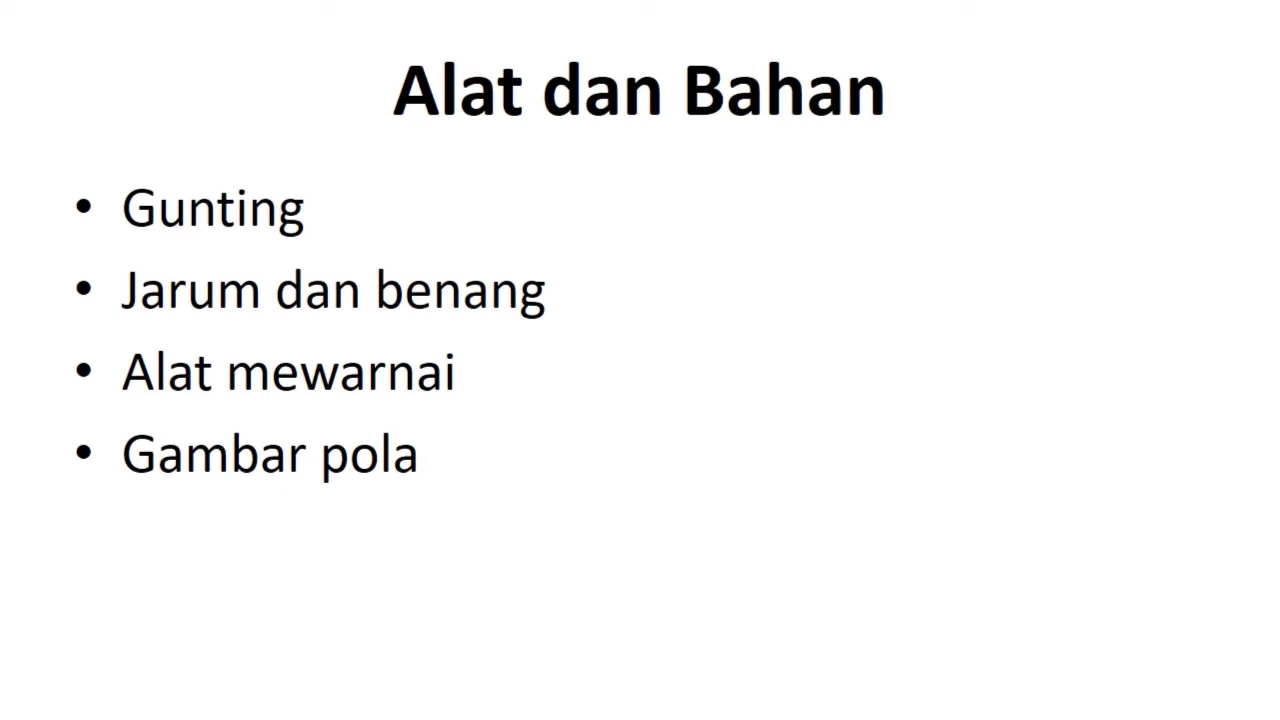 Alat dan Bahan
• Gunting
• Jarum dan benang
• Alat mewarnai
• Gambar pola